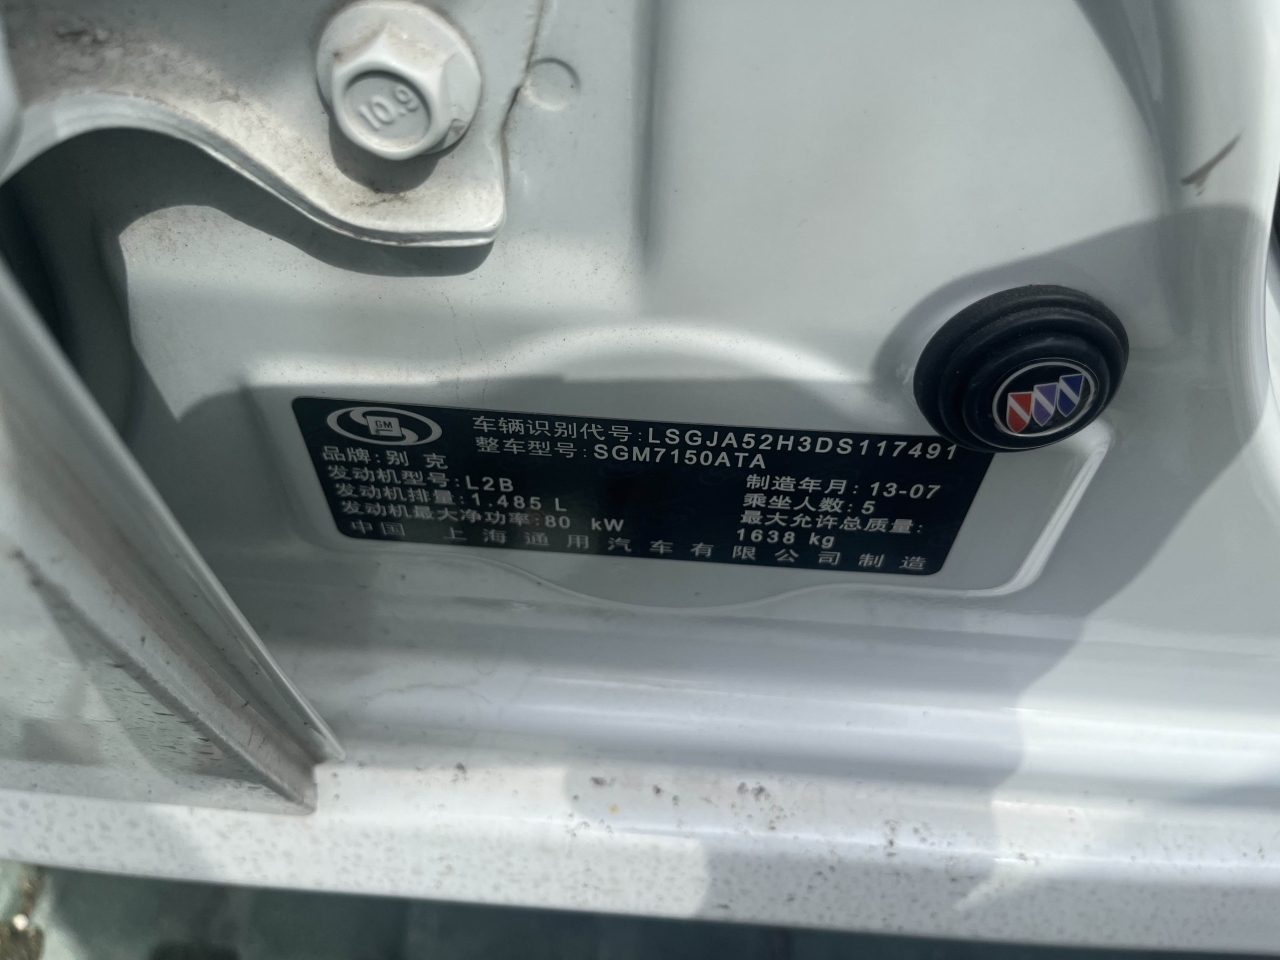 10.9
GM
车辆识别代号:LSGJA52H3DS117491
品牌:别克 整车型号:SGM7150ATA
发动机型号:L2B 制造年月:13-07
发动机排量:1.485 L 乘坐人数:5
发动机最大净功率:80 kW 最大允许总质量:
1638 kg
中国 上海通用汽车有限公司制造